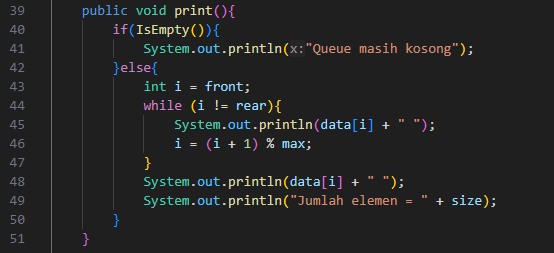 39 public void print(){
40 if(IsEmpty()){
41 System.out.println(x:"Queue masih kosong");
42 }else{
43 int i = front;
44 while (i != rear){
45 System.out.println(data[i] + " ");
46 i = (i + 1) % max;
47 }
48 System.out.println(data[i] + " ");
49 System.out.println("Jumlah elemen = " + size);
50 }
51 }